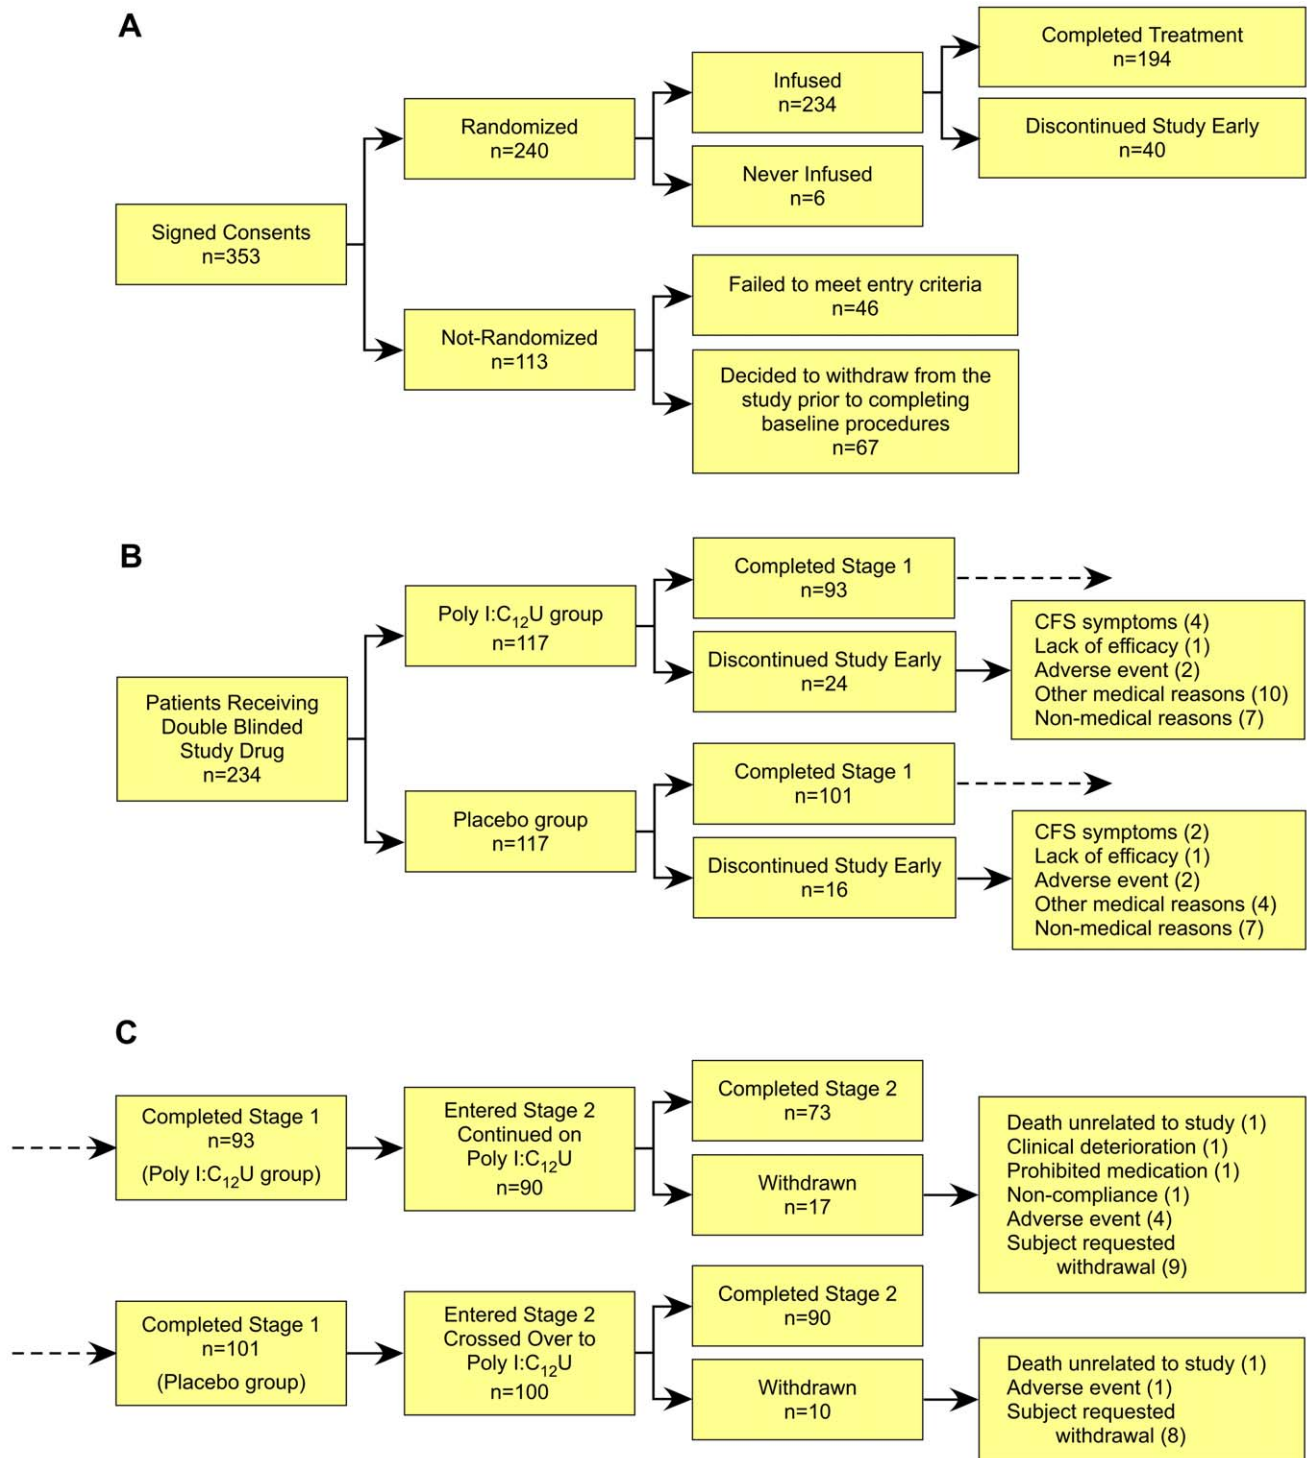 A
Signed Consents
n=353
Randomized
n=240
Not-Randomized
n=113
Infused
n=234
Never Infused
n=6
Failed to meet entry criteria
n=46
Decided to withdraw from the
study prior to completing
baseline procedures
n=67
Completed Treatment
n=194
Discontinued Study Early
n=40
B
Patients Receiving
Double Blinded
Study Drug
n=234
Poly I:C₁₂U group
n=117
Placebo group
n=117
Completed Stage 1
n=93
Discontinued Study Early
n=24
CFS symptoms (4)
Lack of efficacy (1)
Adverse event (2)
Other medical reasons (10)
Non-medical reasons (7)
Completed Stage 1
n=101
Discontinued Study Early
n=16
CFS symptoms (2)
Lack of efficacy (1)
Adverse event (2)
Other medical reasons (4)
Non-medical reasons (7)
C
Completed Stage 1
n=93
(Poly I:C₁₂U group)
Entered Stage 2
Continued on
Poly I:C₁₂U
n=90
Completed Stage 2
n=73
Withdrawn
n=17
Death unrelated to study (1)
Clinical deterioration (1)
Prohibited medication (1)
Non-compliance (1)
Adverse event (4)
Subject requested
withdrawal (9)
Completed Stage 1
n=101
(Placebo group)
Entered Stage 2
Crossed Over to
Poly I:C₁₂U
n=100
Completed Stage 2
n=90
Withdrawn
n=10
Death unrelated to study (1)
Adverse event (1)
Subject requested
withdrawal (8)